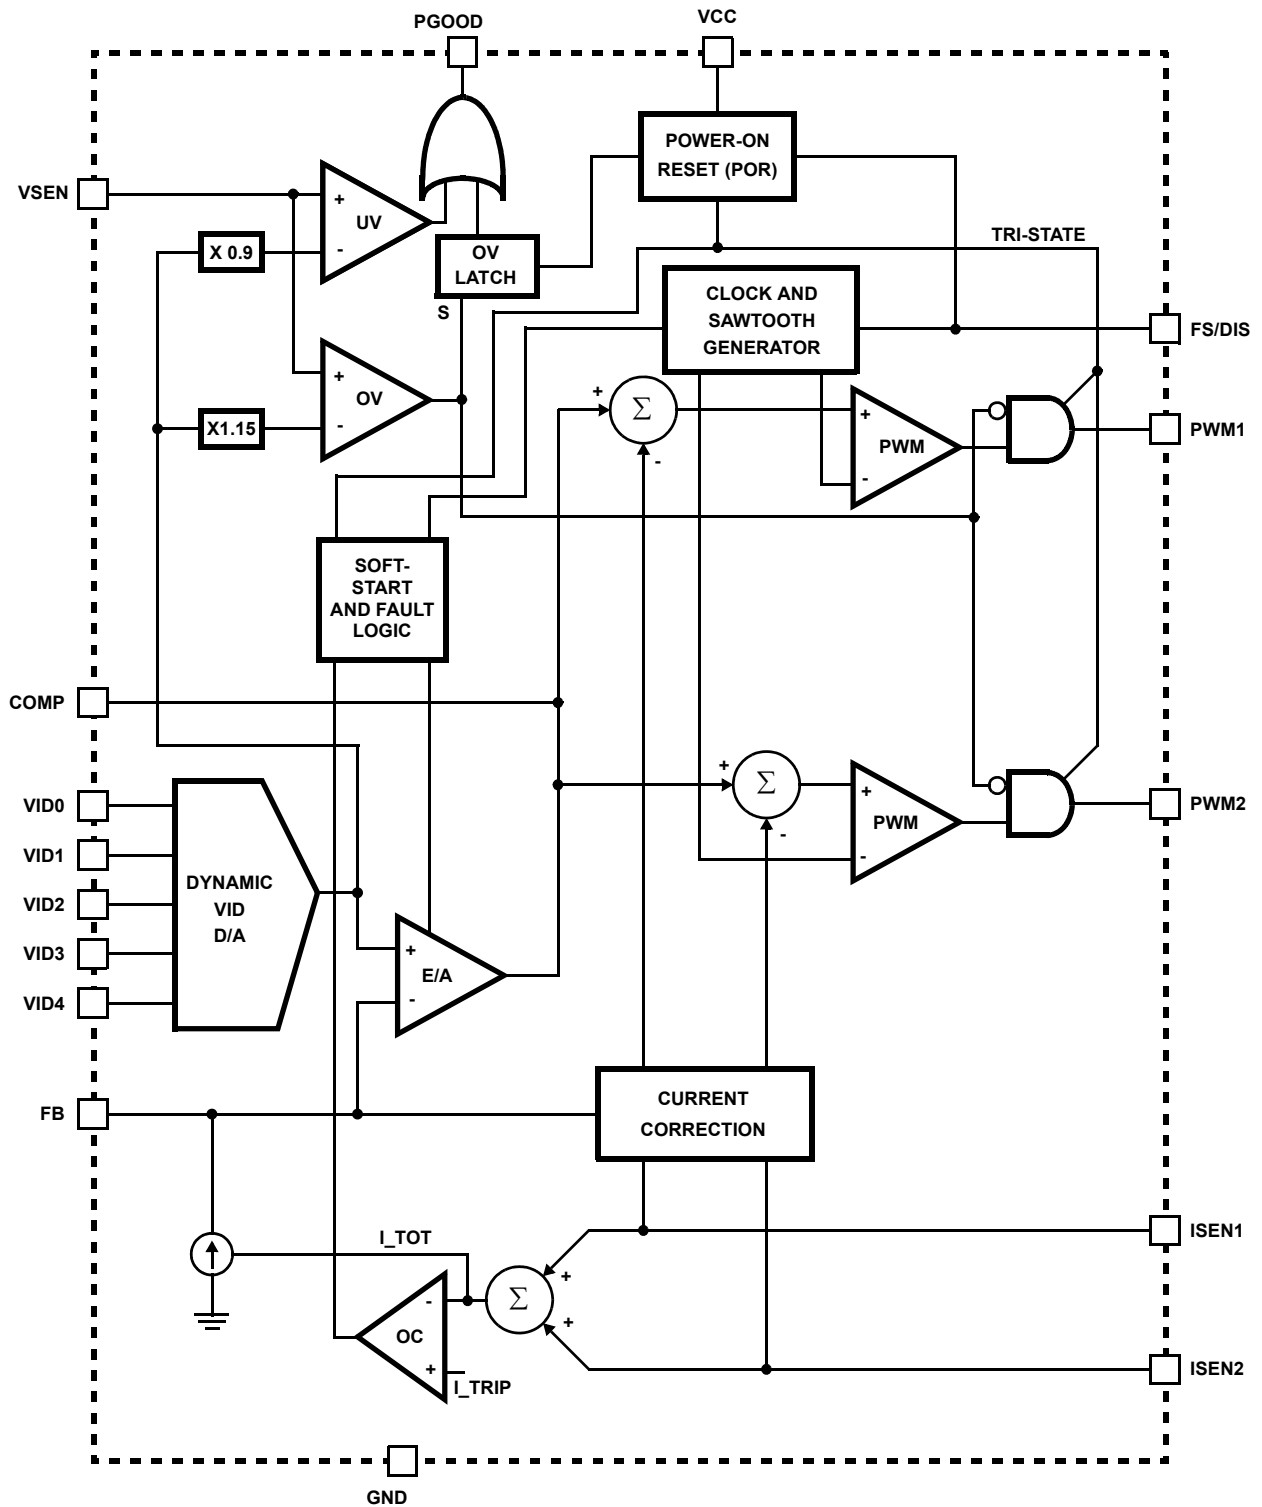 PGOOD
VCC
POWER-ON
RESET (POR)
VSEN
+
UV
-
X 0.9
OV
LATCH
S
TRI-STATE
CLOCK AND
SAWTOOTH
GENERATOR
FS/DIS
+
OV
-
X1.15
+
Σ
-
+
PWM
-
PWM1
SOFT-
START
AND FAULT
LOGIC
COMP
+
Σ
-
+
PWM
-
PWM2
VID0
VID1
VID2
VID3
VID4
DYNAMIC
VID
D/A
+
E/A
-
FB
CURRENT
CORRECTION
ISEN1
I_TOT
+
Σ
+
-
OC
+
I_TRIP
ISEN2
GND